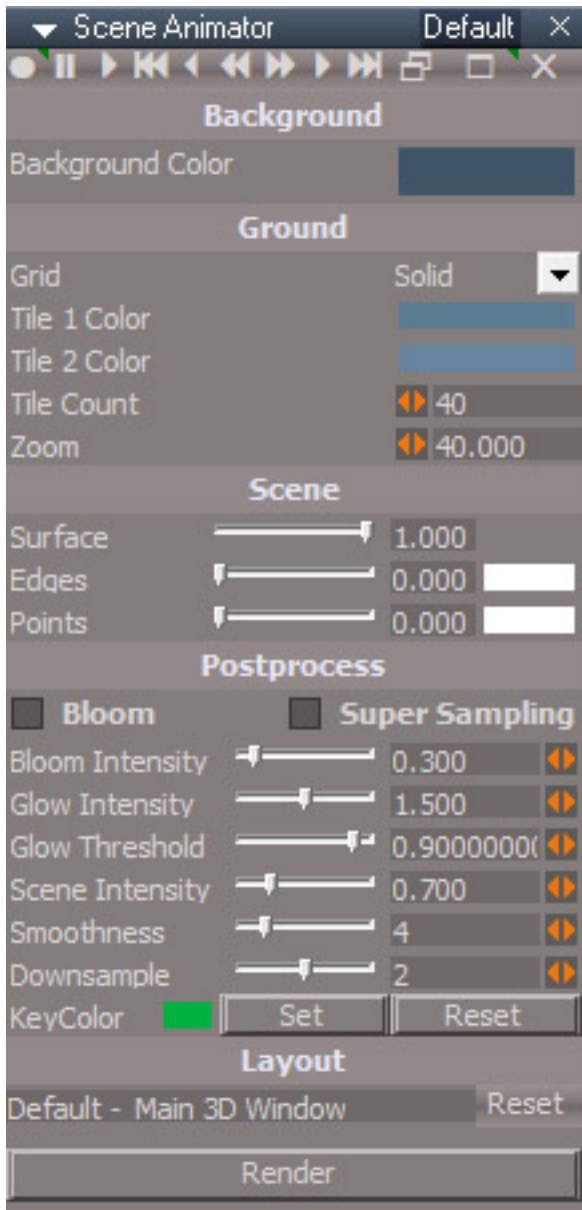 Scene Animator Default
Background
Background Color
Ground
Grid Solid
Tile 1 Color
Tile 2 Color
Tile Count 40
Zoom 40.000
Scene
Surface 1.000
Edges 0.000
Points 0.000
Postprocess
Bloom Super Sampling
Bloom Intensity 0.300
Glow Intensity 1.500
Glow Threshold 0.9000000(
Scene Intensity 0.700
Smoothness 4
Downsample 2
KeyColor Set Reset
Layout
Default - Main 3D Window Reset
Render